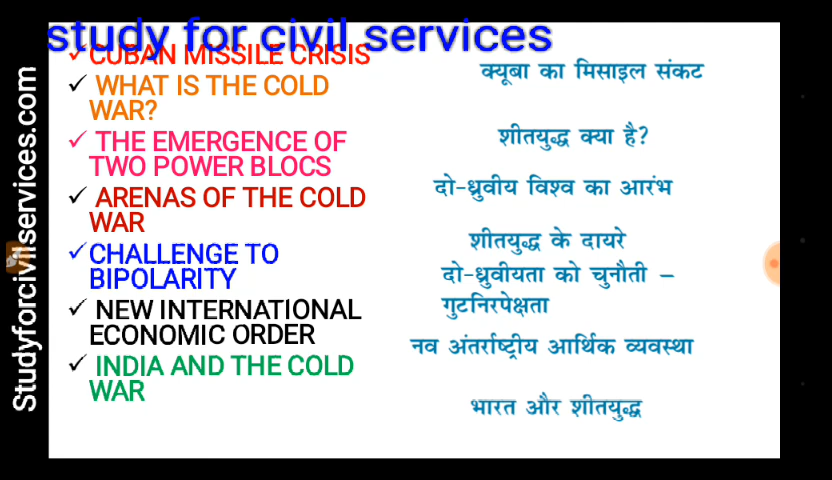 study for civil services
Studyforcivilservices.com
✓ CUBAN MISSILE CRISIS
✓ WHAT IS THE COLD
WAR?
✓ THE EMERGENCE OF
TWO POWER BLOCS
✓ ARENAS OF THE COLD
WAR
✓ CHALLENGE TO
BIPOLARITY
✓ NEW INTERNATIONAL
ECONOMIC ORDER
✓ INDIA AND THE COLD
WAR
क्यूबा का मिसाइल संकट
शीतयुद्ध क्या है?
दो-ध्रुवीय विश्व का आरंभ
शीतयुद्ध के दायरे
दो-ध्रुवीयता को चुनौती –
गुटनिरपेक्षता
नव अंतर्राष्ट्रीय आर्थिक व्यवस्था
भारत और शीतयुद्ध